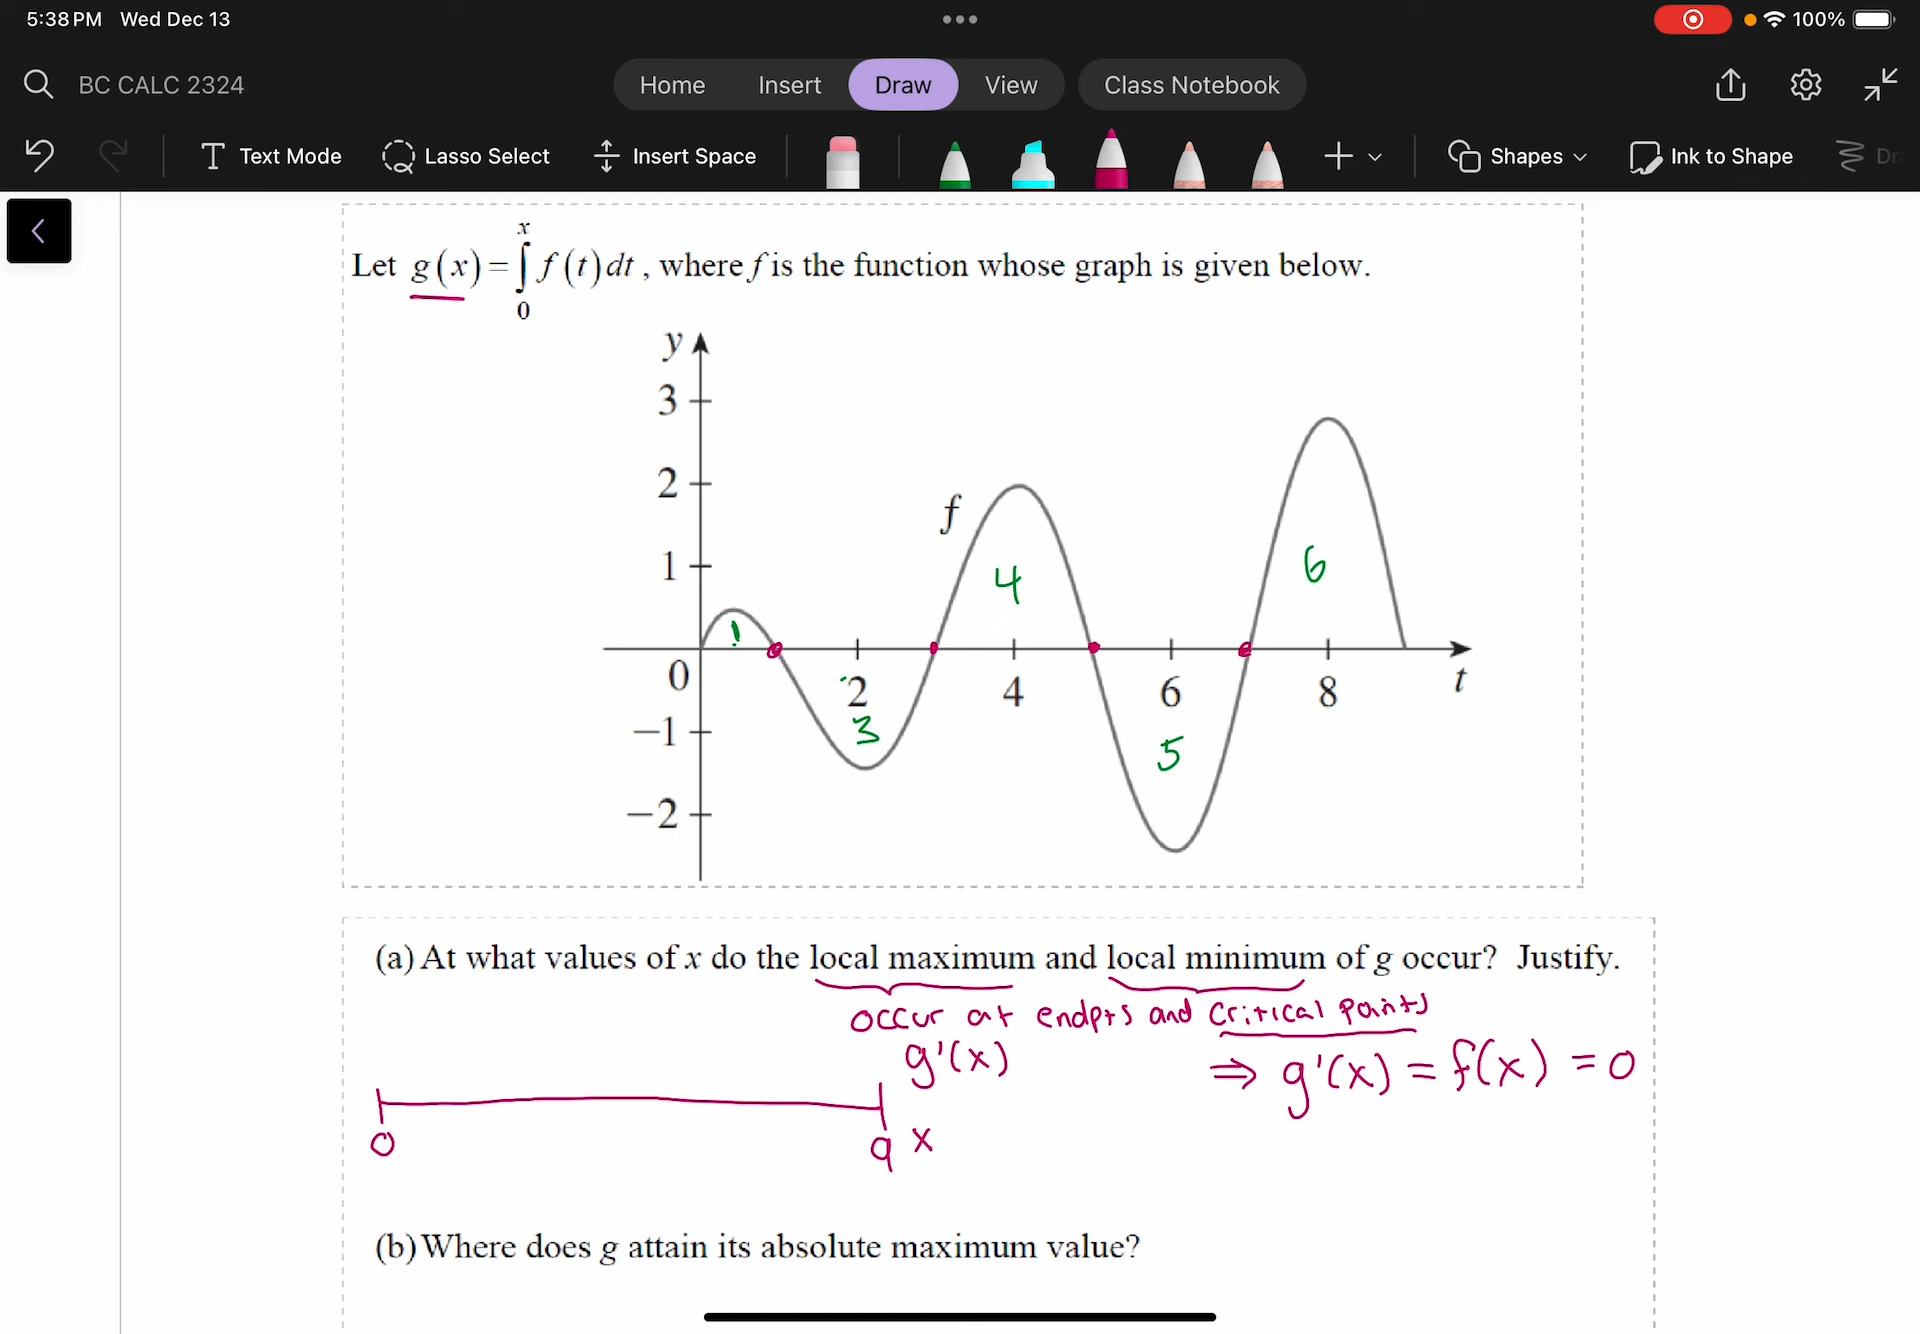 5:38 PM Wed Dec 13 100%
BC CALC 2324 Home Insert Draw View Class Notebook
Text Mode Lasso Select Insert Space Shapes Ink to Shape
Let g(x) = ∫₀ˣ f(t)dt, where f is the function whose graph is given below.
y
3
2
1
f
4
6
1
0
2
4
6
8
t
3
5
−1
−2
(a) At what values of x do the local maximum and local minimum of g occur? Justify.
occur at endpts and critical points
g'(x)
⇒ g'(x) = f(x) = 0
0
9
x
(b) Where does g attain its absolute maximum value?